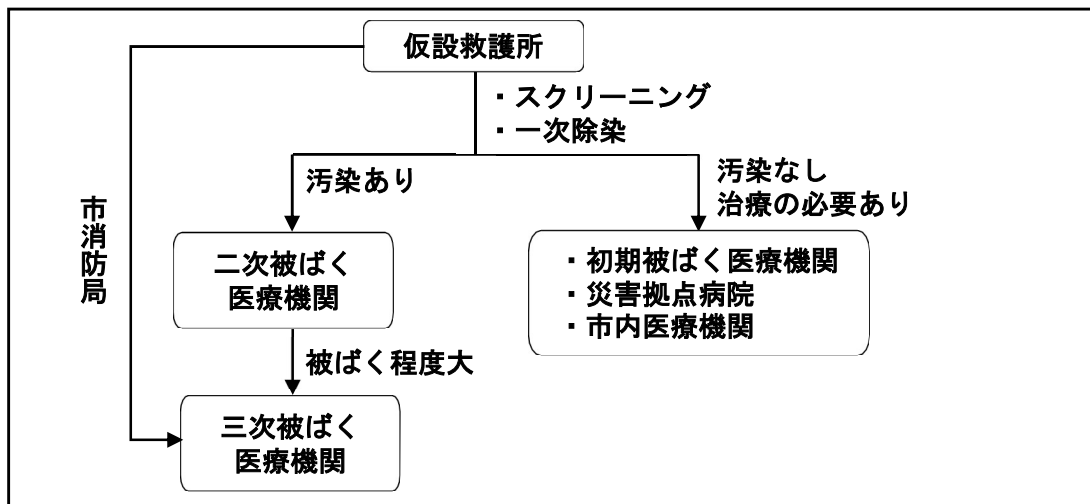 仮設救護所
・スクリーニング
・一次除染
汚染あり
汚染なし
治療の必要あり
市消防局
二次被ばく
医療機関
・初期被ばく医療機関
・災害拠点病院
・市内医療機関
被ばく程度大
三次被ばく
医療機関